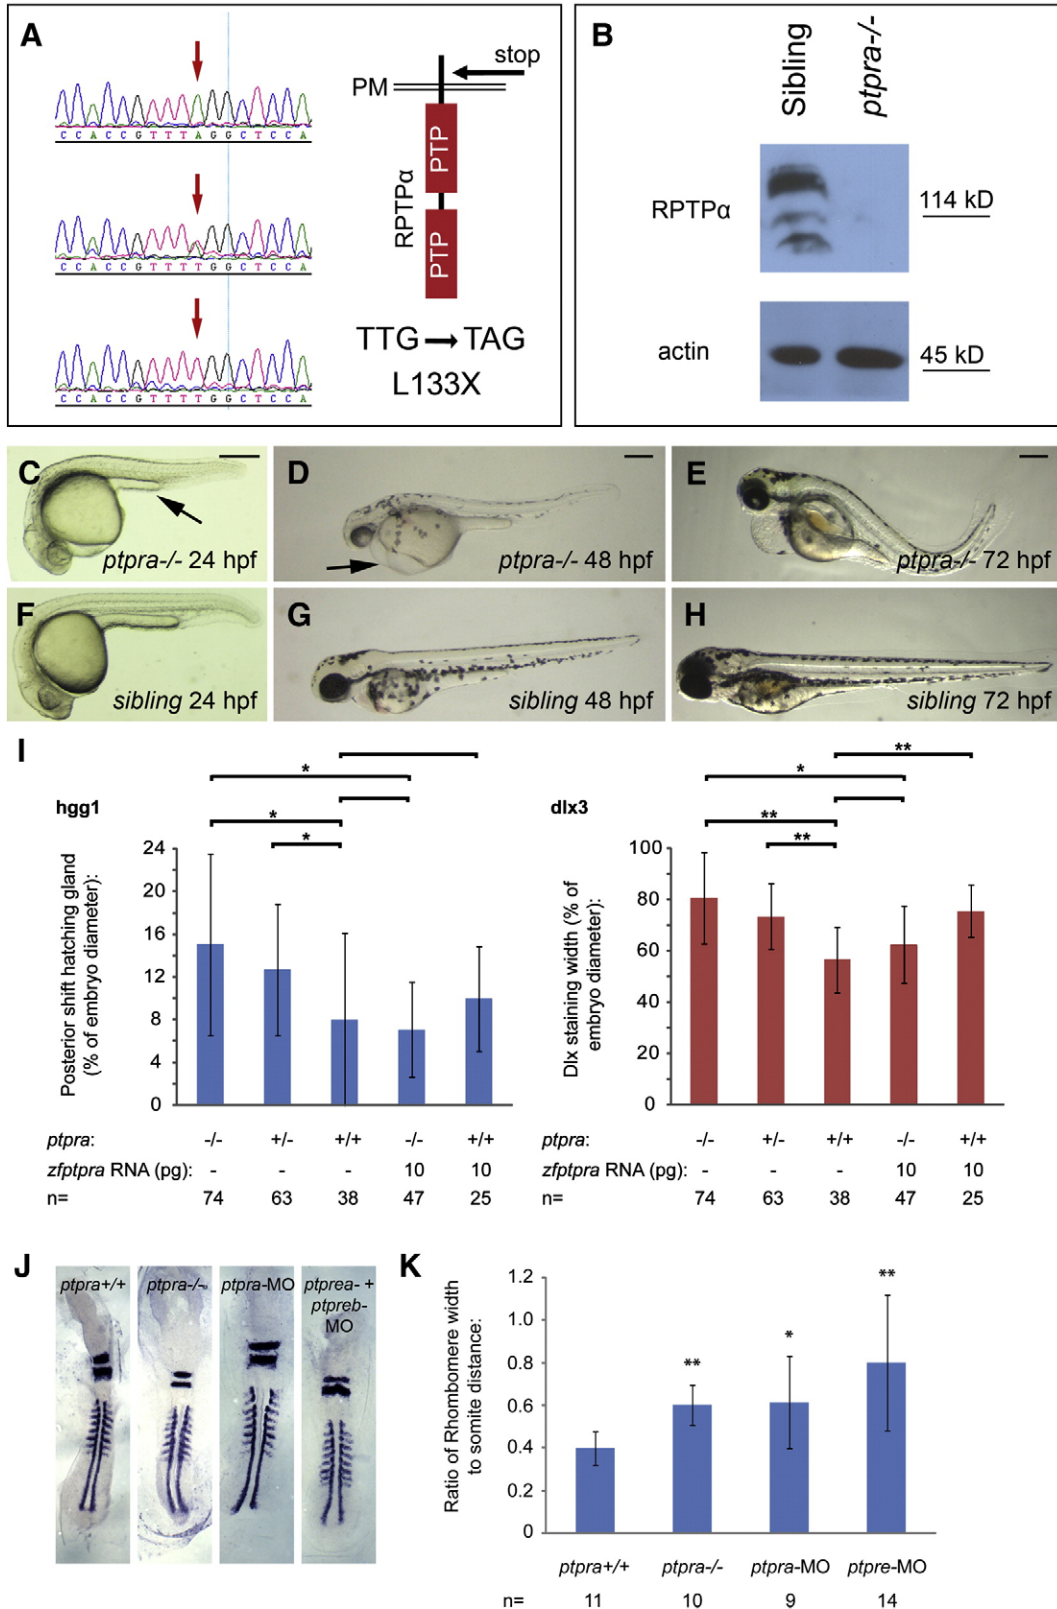 A
PM
stop
RPTPα
PTP
PTP
TTG → TAG
L133X
C C A C C G T T T A G G C T C C A
C C A C C G T T T T G G C T C C A
C C A C C G T T T T G G C T C C A
B
Sibling
ptpra-/-
RPTPα
114 kD
actin
45 kD
C
ptpra-/- 24 hpf
D
ptpra-/- 48 hpf
E
ptpra-/- 72 hpf
F
sibling 24 hpf
G
sibling 48 hpf
H
sibling 72 hpf
I
hgg1
*
*
*
Posterior shift hatching gland
(% of embryo diameter):
24
20
16
12
8
4
0
ptpra: -/- +/- +/+ -/- +/+
zfptpra RNA (pg): - - - 10 10
n= 74 63 38 47 25
dlx3
**
*
**
**
Dlx staining width (% of
embryo diameter):
100
80
60
40
20
0
ptpra: -/- +/- +/+ -/- +/+
zfptpra RNA (pg): - - - 10 10
n= 74 63 38 47 25
J
ptpra+/+
ptpra-/-
ptpra-MO
ptprea- +
ptpreb-
MO
K
Ratio of Rhombomere width
to somite distance:
1.2
1.0
0.8
0.6
0.4
0.2
0
**
*
**
ptpra+/+ ptpra-/- ptpra-MO ptpre-MO
n= 11 10 9 14